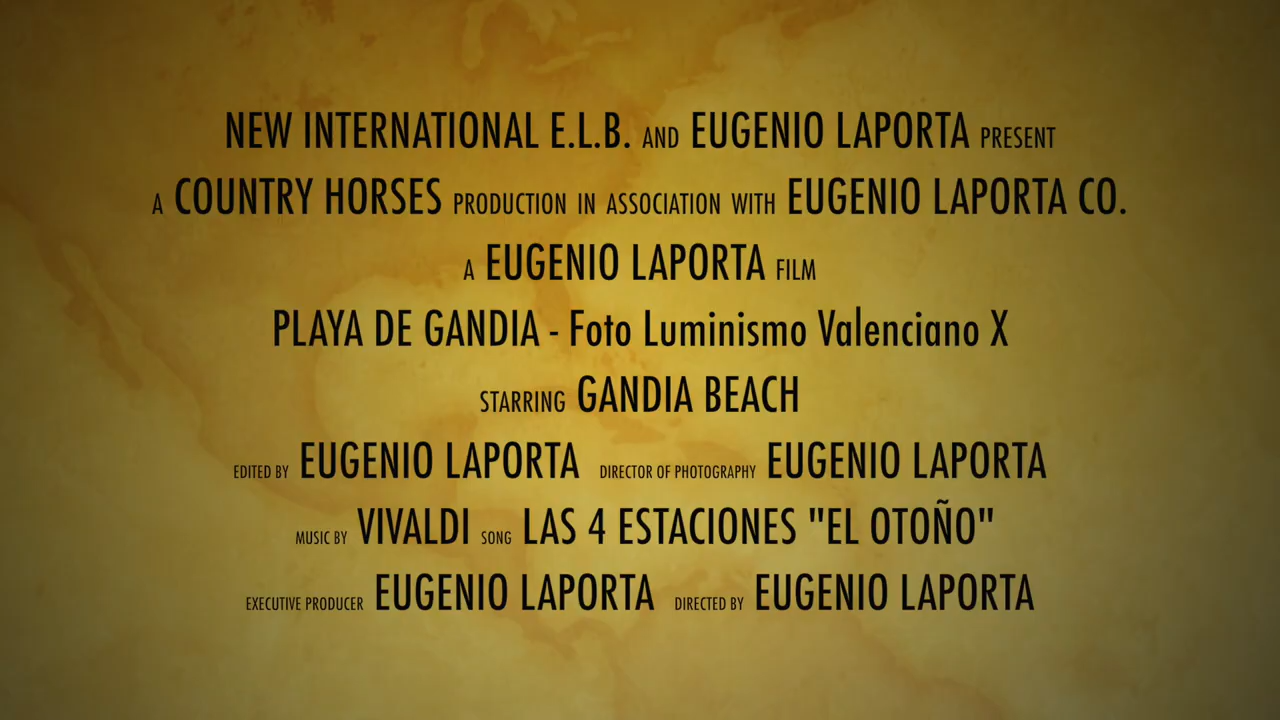 NEW INTERNATIONAL E.L.B. AND EUGENIO LAPORTA PRESENT
A COUNTRY HORSES PRODUCTION IN ASSOCIATION WITH EUGENIO LAPORTA CO.
A EUGENIO LAPORTA FILM
PLAYA DE GANDIA - Foto Luminismo Valenciano X
STARRING GANDIA BEACH
EDITED BY EUGENIO LAPORTA DIRECTOR OF PHOTOGRAPHY EUGENIO LAPORTA
MUSIC BY VIVALDI SONG LAS 4 ESTACIONES "EL OTOÑO"
EXECUTIVE PRODUCER EUGENIO LAPORTA DIRECTED BY EUGENIO LAPORTA